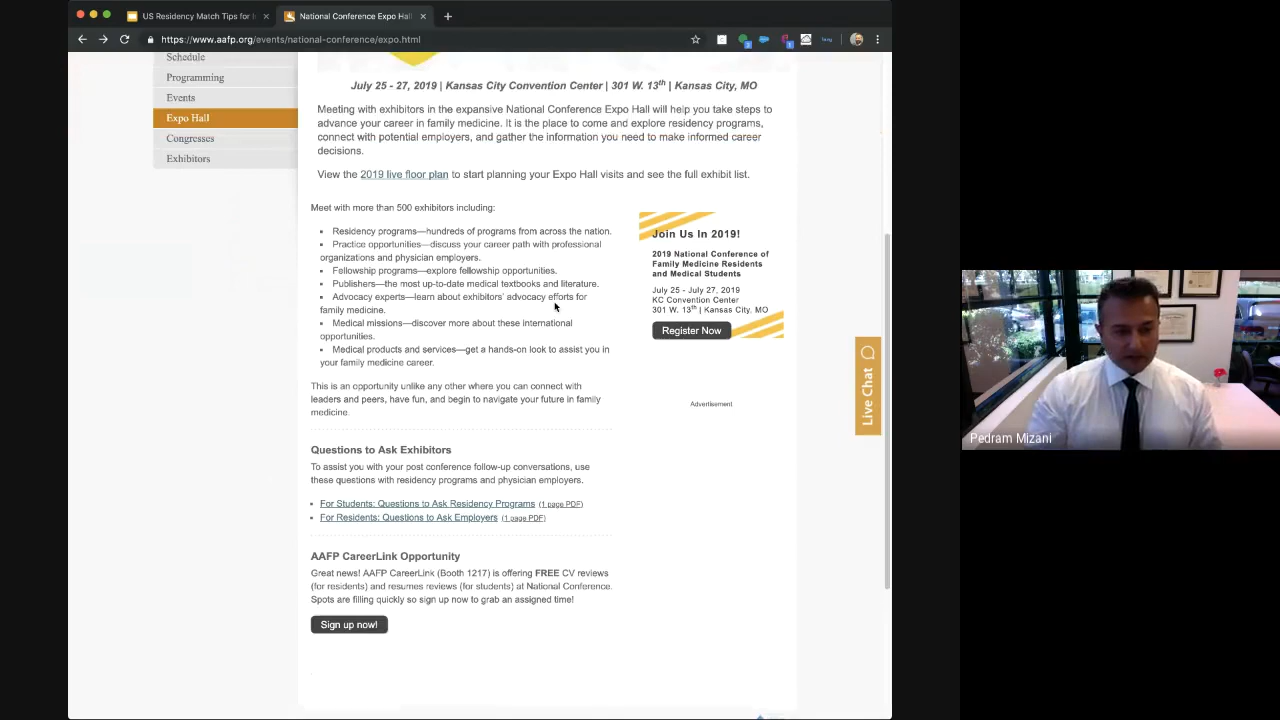 US Residency Match Tips for
National Conference Expo Hall
https://www.aafp.org/events/national-conference/expo.html
Schedule
Programming
Events
Expo Hall
Congresses
Exhibitors
July 25 - 27, 2019 | Kansas City Convention Center | 301 W. 13th | Kansas City, MO
Meeting with exhibitors in the expansive National Conference Expo Hall will help you take steps to
advance your career in family medicine. It is the place to come and explore residency programs,
connect with potential employers, and gather the information you need to make informed career
decisions.
View the 2019 live floor plan to start planning your Expo Hall visits and see the full exhibit list.
Meet with more than 500 exhibitors including:
Residency programs—hundreds of programs from across the nation.
Practice opportunities—discuss your career path with professional
organizations and physician employers.
Fellowship programs—explore fellowship opportunities.
Publishers—the most up-to-date medical textbooks and literature.
Advocacy experts—learn about exhibitors' advocacy efforts for
family medicine.
Medical missions—discover more about these international
opportunities.
Medical products and services—get a hands-on look to assist you in
your family medicine career.
This is an opportunity unlike any other where you can connect with
leaders and peers, have fun, and begin to navigate your future in family
medicine.
Questions to Ask Exhibitors
To assist you with your post conference follow-up conversations, use
these questions with residency programs and physician employers.
For Students: Questions to Ask Residency Programs (1 page PDF)
For Residents: Questions to Ask Employers (1 page PDF)
AAFP CareerLink Opportunity
Great news! AAFP CareerLink (Booth 1217) is offering FREE CV reviews
(for residents) and resumes reviews (for students) at National Conference.
Spots are filling quickly so sign up now to grab an assigned time!
Sign up now!
Join Us In 2019!
2019 National Conference of
Family Medicine Residents
and Medical Students
July 25 - July 27, 2019
KC Convention Center
301 W. 13th | Kansas City, MO
Register Now
Advertisement
Live Chat
Pedram Mizani